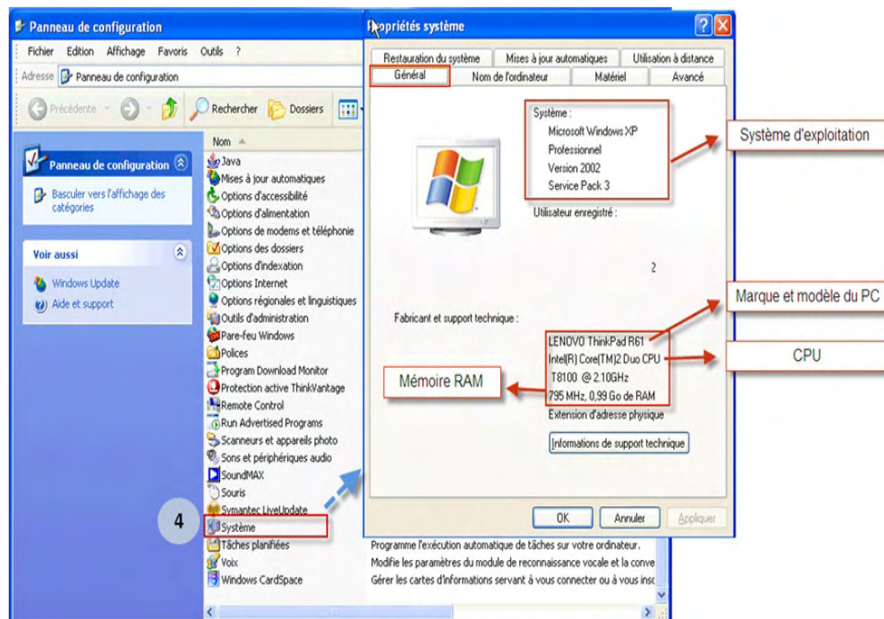 Panneau de configuration
Fichier Edition Affichage Favoris Outils ?
Adresse Panneau de configuration
Précédente
Rechercher
Dossiers
Panneau de configuration
Basculer vers l'affichage des
catégories
Voir aussi
Windows Update
Aide et support
Nom
Java
Mises à jour automatiques
Options d'accessibilité
Options d'alimentation
Options de modems et téléphonie
Options des dossiers
Options d'indexation
Options Internet
Options régionales et linguistiques
Outils d'administration
Pare-feu Windows
Polices
Program Download Monitor
Protection active ThinkVantage
Remote Control
Run Advertised Programs
Scanneurs et appareils photo
Sons et périphériques audio
SoundMAX
Souris
Symantec LiveUpdate
4
Système
Tâches planifiées
Voix
Windows CardSpace
Programme l'exécution automatique de tâches sur votre ordinateur.
Modifie les paramètres du module de reconnaissance vocale et la conve
Gérer les cartes d'informations servant à vous connecter ou à vous insc
Propriétés système
Restauration du système
Mises à jour automatiques
Utilisation à distance
Général
Nom de l'ordinateur
Matériel
Avancé
Système :
Microsoft Windows XP
Professionnel
Version 2002
Service Pack 3
Utilisateur enregistré :
2
Fabricant et support technique :
LENOVO ThinkPad R61
Intel(R) Core(TM)2 Duo CPU
T8100 @ 2.10GHz
795 MHz, 0,99 Go de RAM
Extension d'adresse physique
Informations de support technique
OK
Annuler
Appliquer
Système d'exploitation
Marque et modèle du PC
CPU
Mémoire RAM